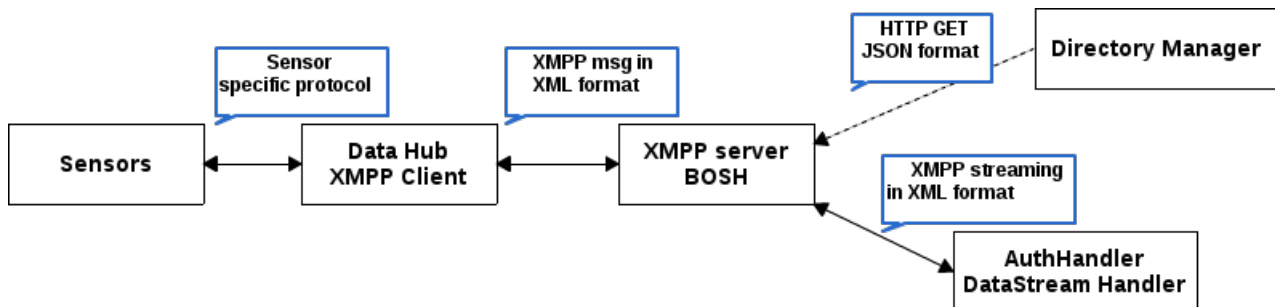 HTTP GET
JSON format
Directory Manager
Sensor
specific protocol
XMPP msg in
XML format
Sensors
Data Hub
XMPP Client
XMPP server
BOSH
XMPP streaming
in XML format
AuthHandler
DataStream Handler